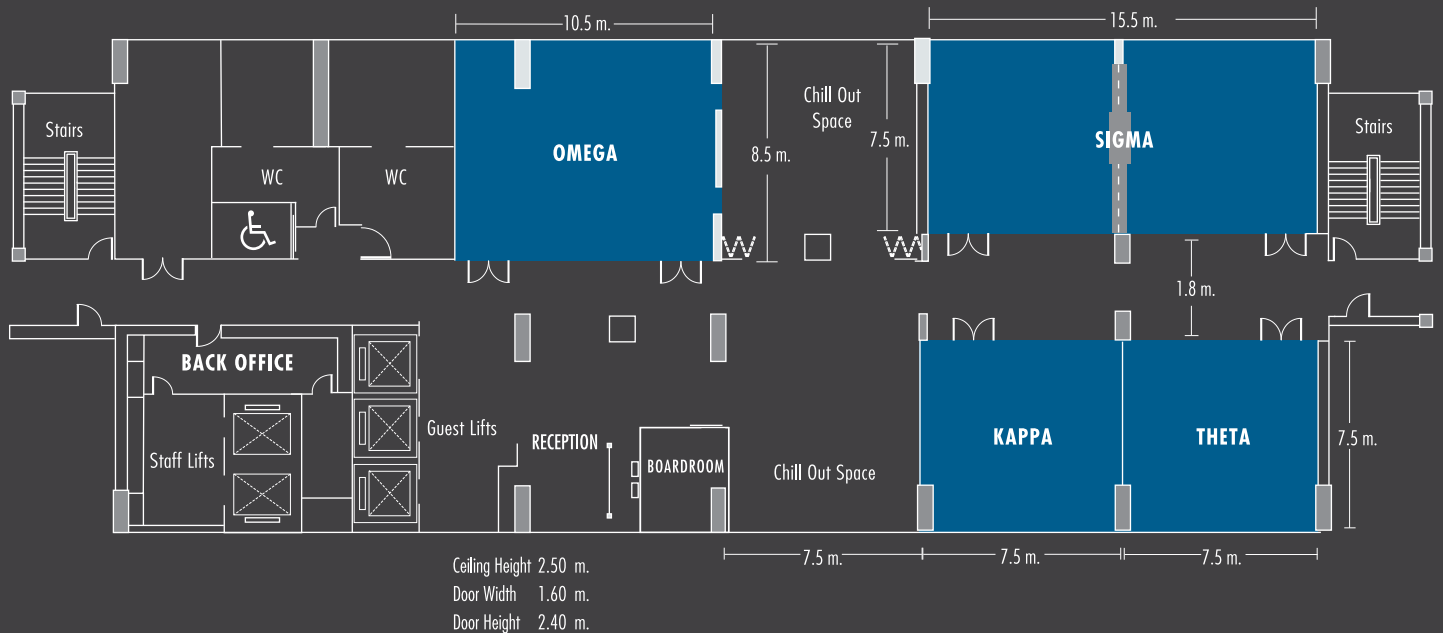 10.5 m.
15.5 m.
Stairs
OMEGA
8.5 m.
Chill Out
Space
7.5 m.
SIGMA
Stairs
WC
WC
1.8 m.
BACK OFFICE
Staff Lifts
Guest Lifts
RECEPTION
BOARDROOM
Chill Out Space
KAPPA
THETA
7.5 m.
7.5 m.
7.5 m.
7.5 m.
Ceiling Height 2.50 m.
Door Width 1.60 m.
Door Height 2.40 m.